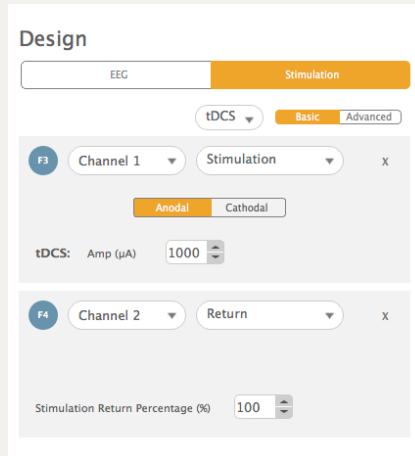 Design
EEG Stimulation
tDCS Basic Advanced
F3 Channel 1 Stimulation x
Anodal Cathodal
tDCS: Amp (µA) 1000
F4 Channel 2 Return x
Stimulation Return Percentage (%) 100